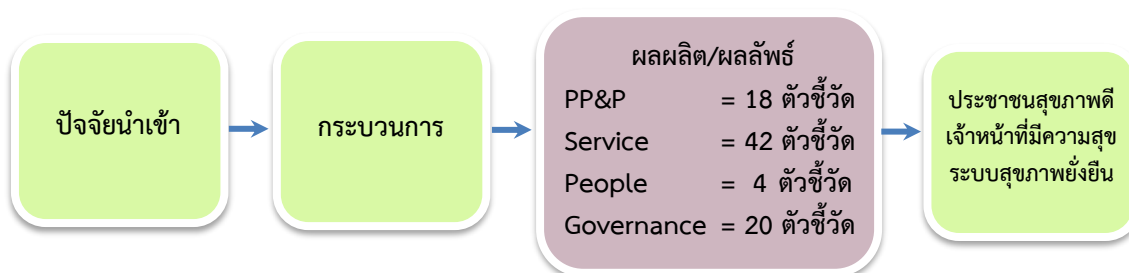 ปัจจัยนำเข้า
กระบวนการ
ผลผลิต/ผลลัพธ์
PP&P = 18 ตัวชี้วัด
Service = 42 ตัวชี้วัด
People = 4 ตัวชี้วัด
Governance = 20 ตัวชี้วัด
ประชาชนสุขภาพดี
เจ้าหน้าที่มีความสุข
ระบบสุขภาพยั่งยืน